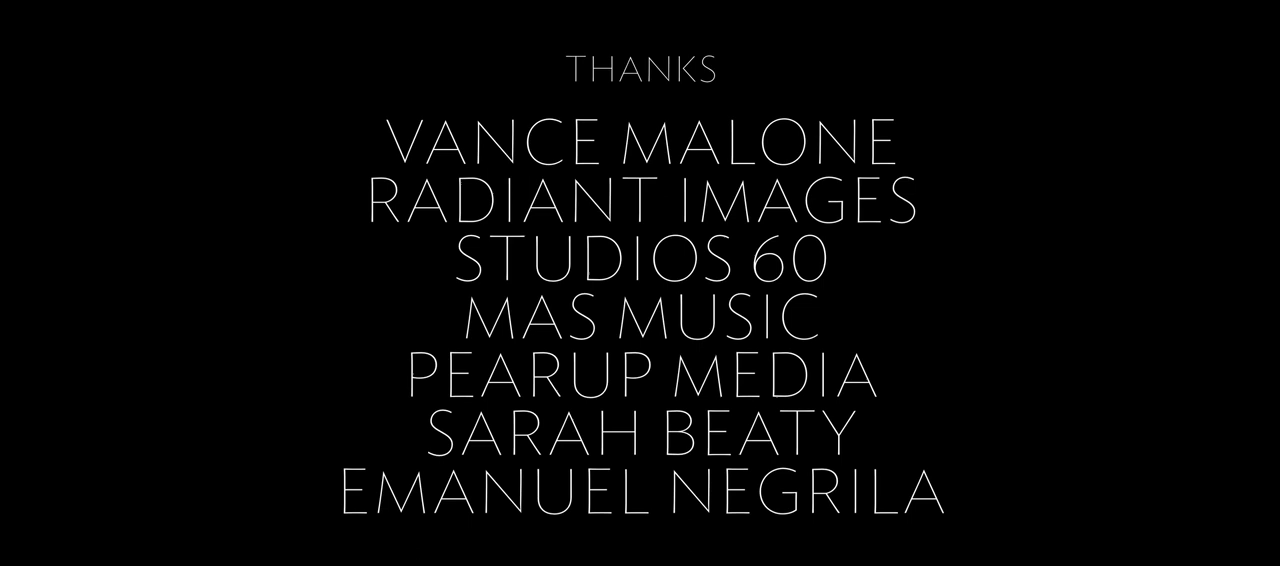 THANKS
VANCE MALONE
RADIANT IMAGES
STUDIOS 60
MAS MUSIC
PEARUP MEDIA
SARAH BEATY
EMANUEL NEGRILA